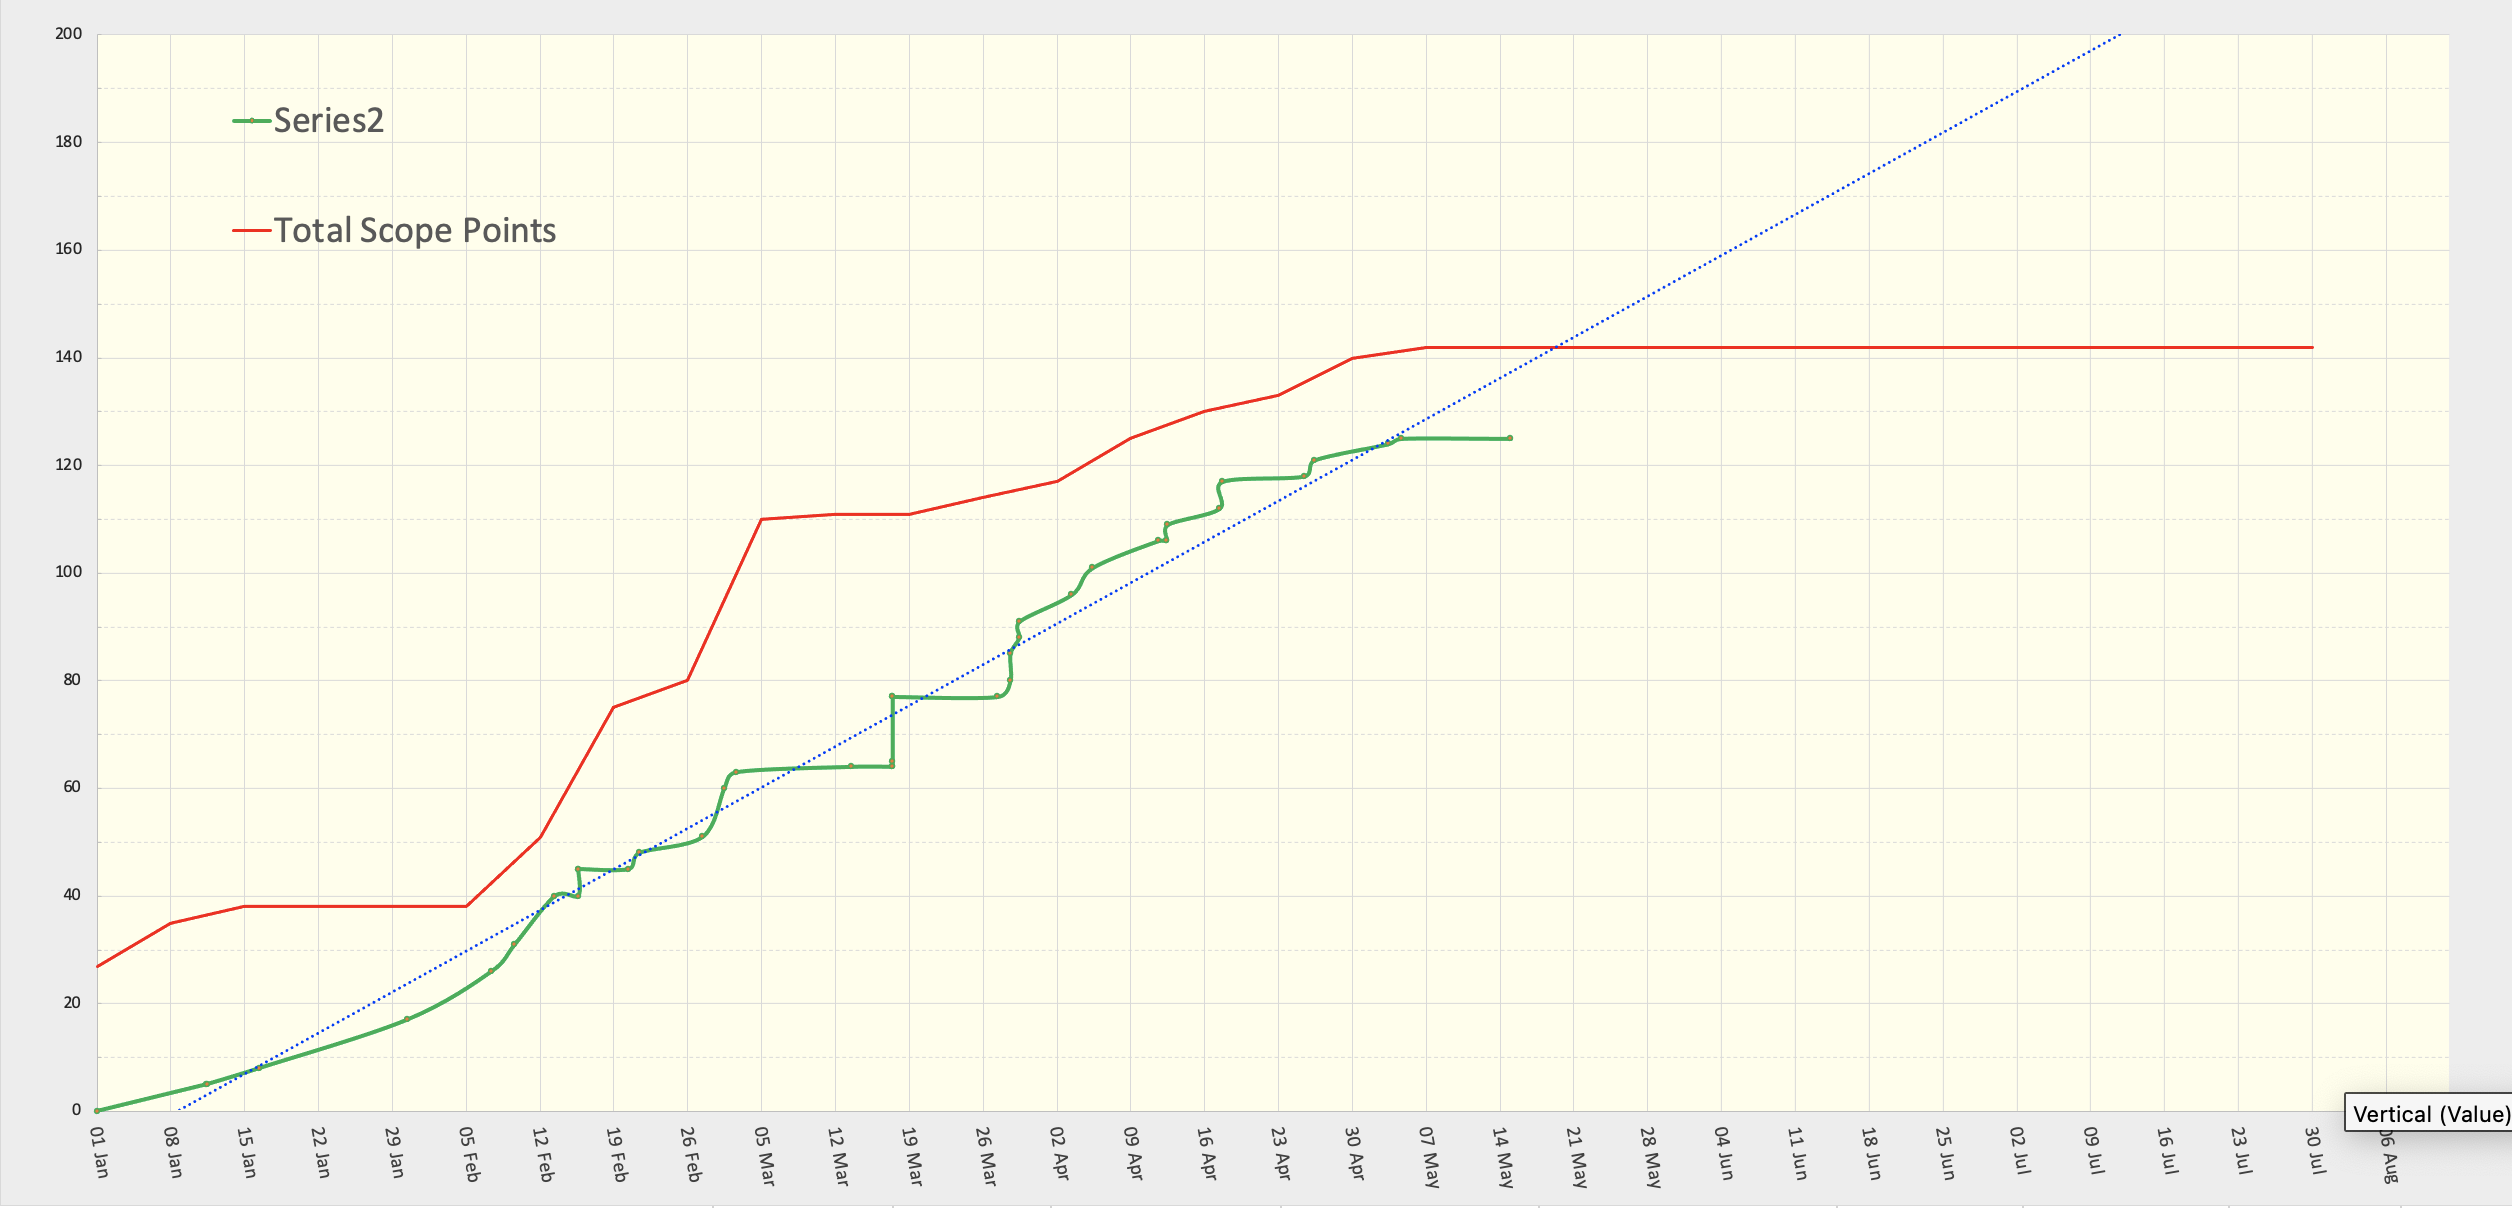 200
180
160
140
120
100
80
60
40
20
0
Series2
Total Scope Points
01 Jan
08 Jan
15 Jan
22 Jan
29 Jan
05 Feb
12 Feb
19 Feb
26 Feb
05 Mar
12 Mar
19 Mar
26 Mar
02 Apr
09 Apr
16 Apr
23 Apr
30 Apr
07 May
14 May
21 May
28 May
04 Jun
11 Jun
18 Jun
25 Jun
02 Jul
09 Jul
16 Jul
23 Jul
30 Jul
06 Aug
Vertical (Value)